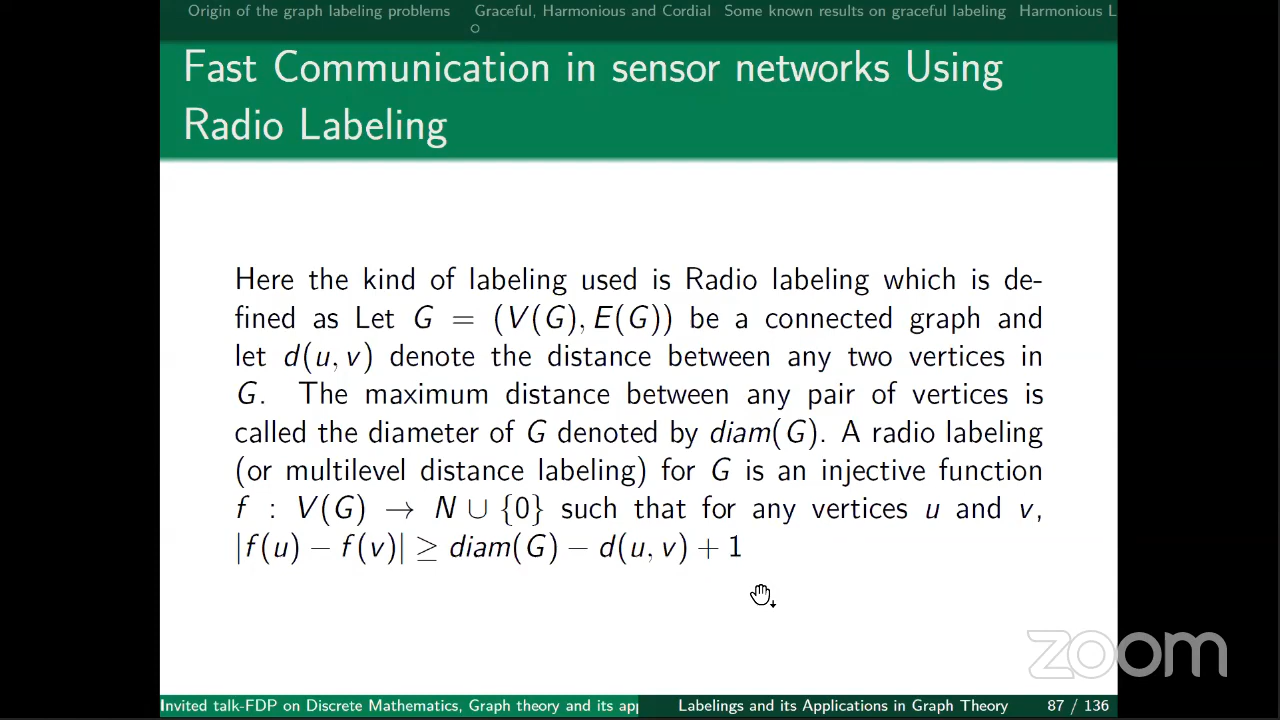 Origin of the graph labeling problems Graceful, Harmonious and Cordial Some known results on graceful labeling Harmonious L
Fast Communication in sensor networks Using
Radio Labeling
Here the kind of labeling used is Radio labeling which is de-
fined as Let G = (V(G), E(G)) be a connected graph and
let d(u, v) denote the distance between any two vertices in
G. The maximum distance between any pair of vertices is
called the diameter of G denoted by diam(G). A radio labeling
(or multilevel distance labeling) for G is an injective function
f : V(G) → N ∪ {0} such that for any vertices u and v,
|f(u) − f(v)| ≥ diam(G) − d(u, v) + 1
zoom
Invited talk-FDP on Discrete Mathematics, Graph theory and its app Labelings and its Applications in Graph Theory 87 / 136